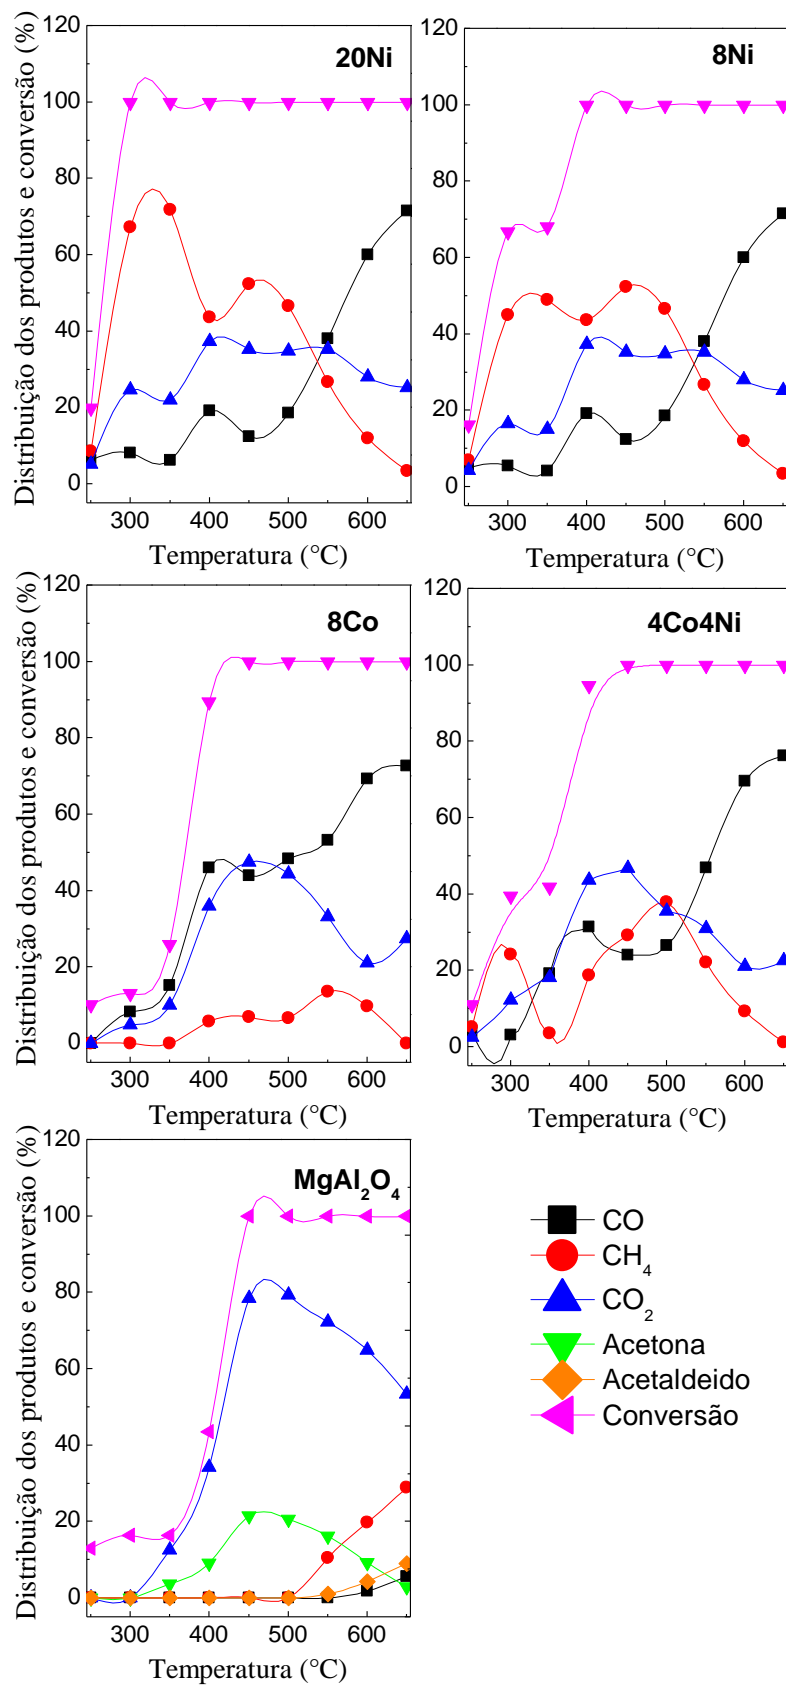 Distribuição dos produtos e conversão (%)
120
100
80
60
40
20
0
20Ni
300 400 500 600
Temperatura (°C)
120
100
80
60
40
20
0
8Ni
300 400 500 600
Temperatura (°C)
Distribuição dos produtos e conversão (%)
120
100
80
60
40
20
0
8Co
300 400 500 600
Temperatura (°C)
120
100
80
60
40
20
0
4Co4Ni
300 400 500 600
Temperatura (°C)
Distribuição dos produtos e conversão (%)
120
100
80
60
40
20
0
MgAl₂O₄
300 400 500 600
Temperatura (°C)
CO
CH₄
CO₂
Acetona
Acetaldeido
Conversão